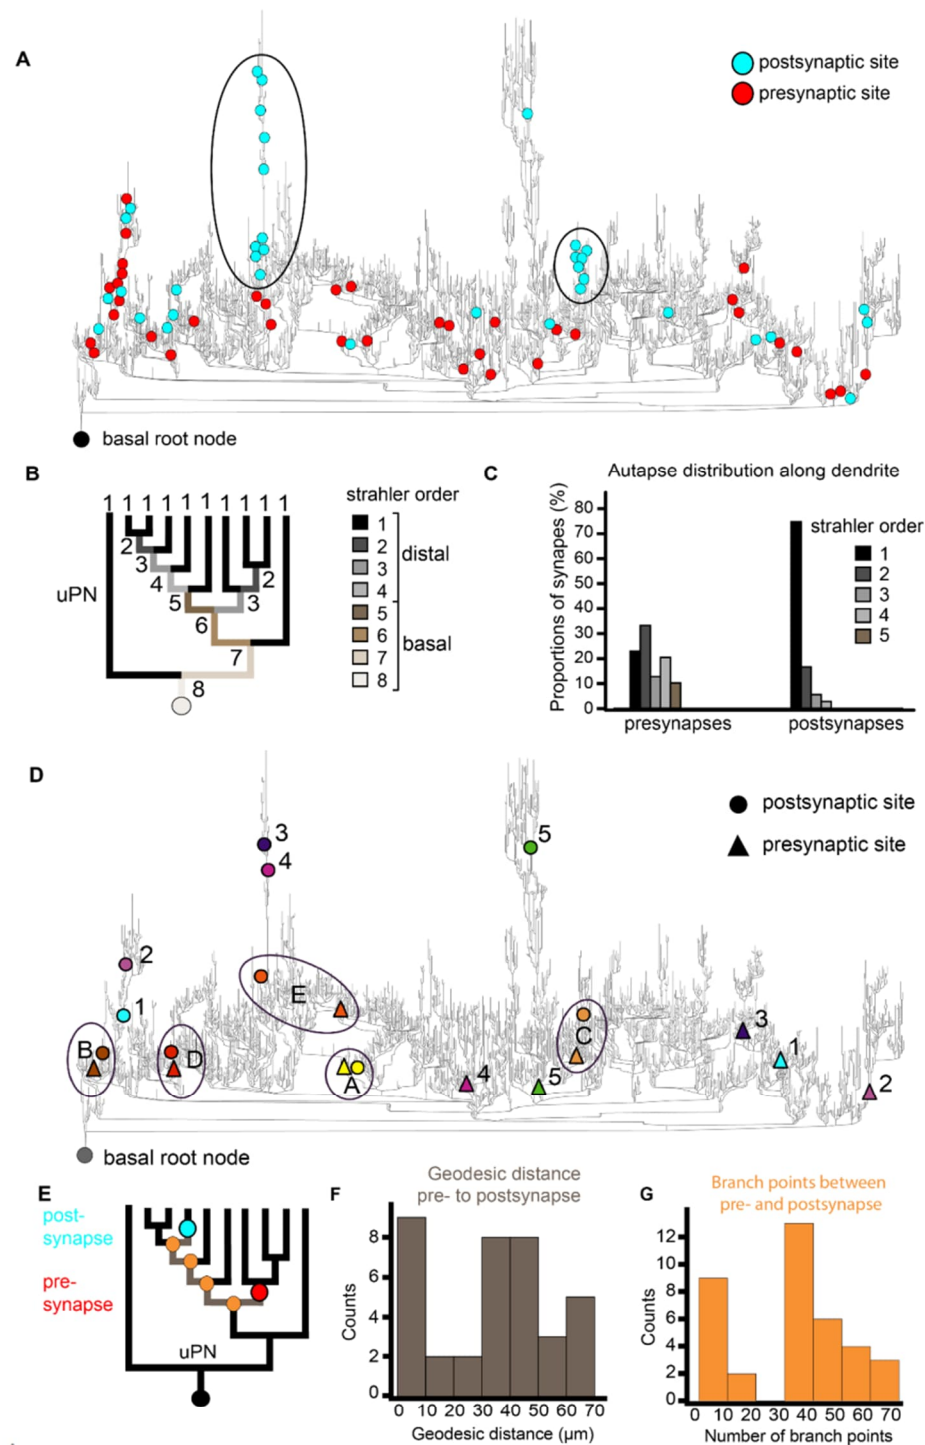 A
postsynaptic site
presynaptic site
basal root node
B
1 1 1 1 1 1 1 1 1 1
2
3
4
5
6
7
8
2
3
uPN
strahler order
1
2
3
4
5
6
7
8
distal
basal
C
Autapse distribution along dendrite
Proportions of synapes (%)
80
70
60
50
40
30
20
10
0
presynapses
postsynapses
strahler order
1
2
3
4
5
D
postsynaptic site
presynaptic site
3
4
5
2
1
E
B
D
A
C
4
5
3
1
2
basal root node
E
post-
synapse
pre-
synapse
uPN
F
Geodesic distance
pre- to postsynapse
Counts
8
6
4
2
0
0 10 20 30 40 50 60 70
Geodesic distance (µm)
G
Branch points between
pre- and postsynapse
Counts
12
10
8
6
4
2
0
0 10 20 30 40 50 60 70
Number of branch points